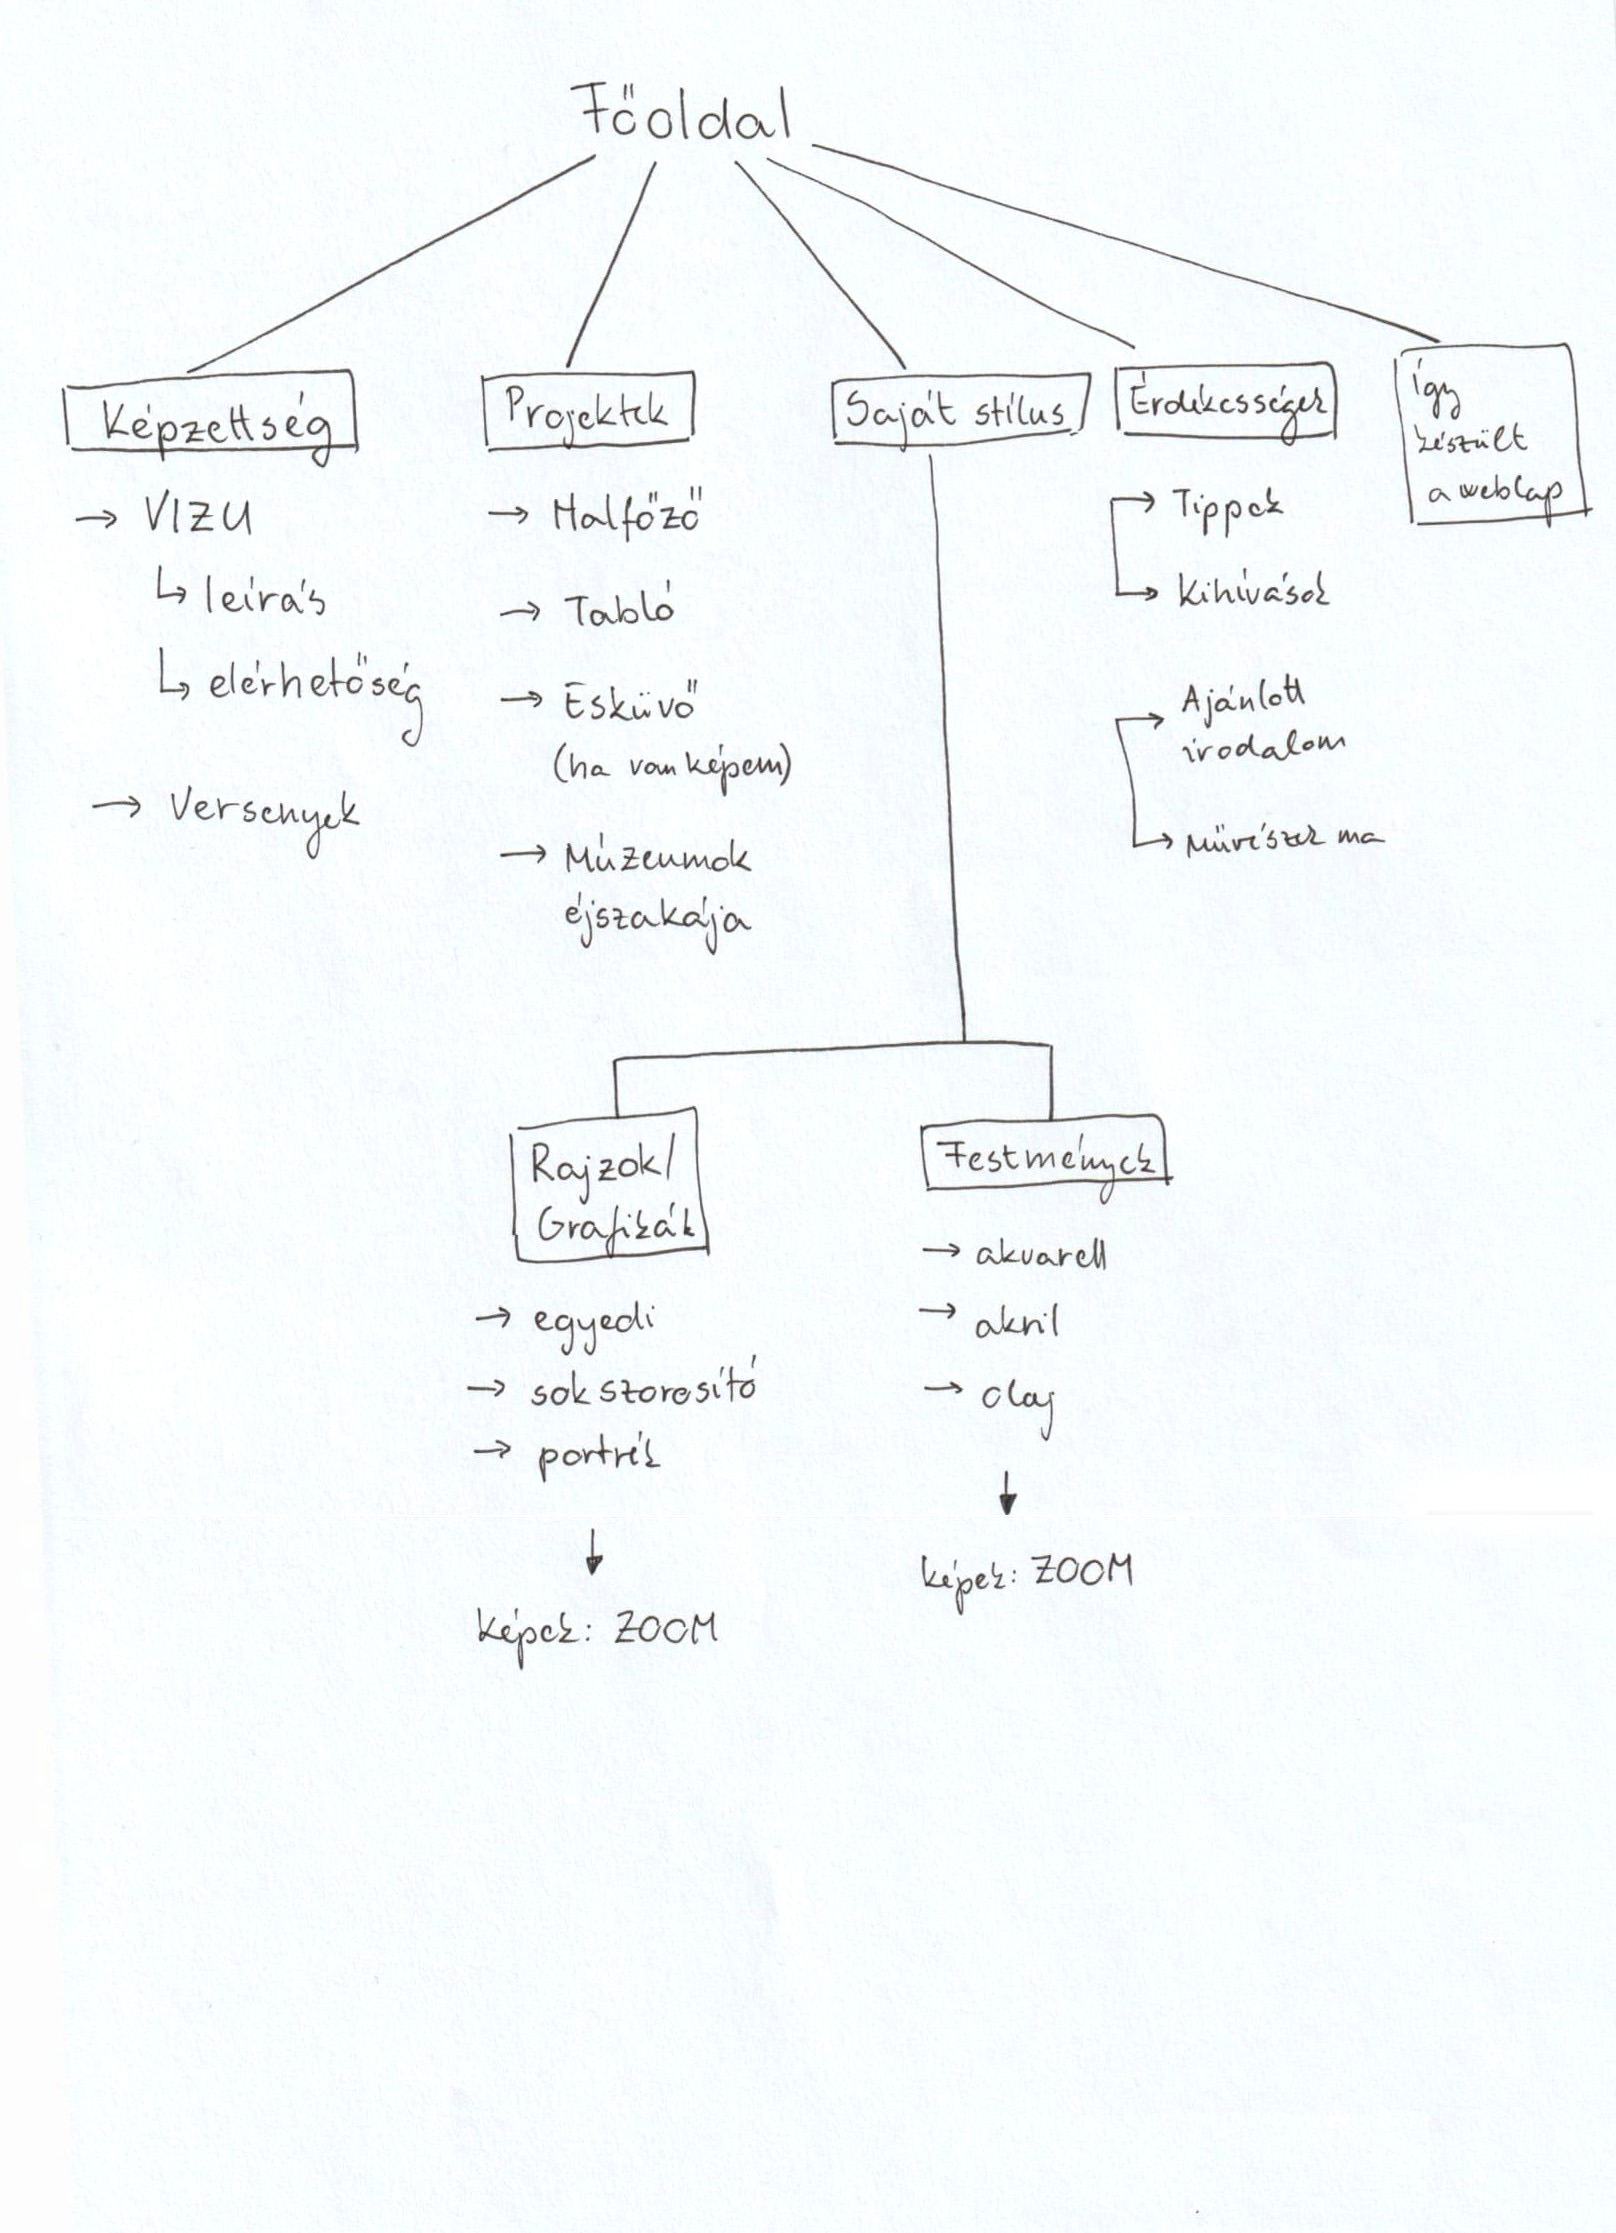 Főoldal
Képzettség
→ VIZU
↳ leírás
↳ elérhetőség
→ Versenyek
Projektek
→ Halfőző
→ Tabló
→ Esküvő
(ha van képem)
→ Múzeumok
éjszakája
Saját stílus
Rajzok/
Grafikák
→ egyedi
→ sokszorosító
→ portrék
↓
képek: ZOOM
Festmények
→ akvarell
→ akril
→ olaj
↓
képek: ZOOM
Érdekességek
→ Tippek
→ Kihívások
→ Ajánlott
irodalom
→ Művészek ma
Így
készült
a weblap